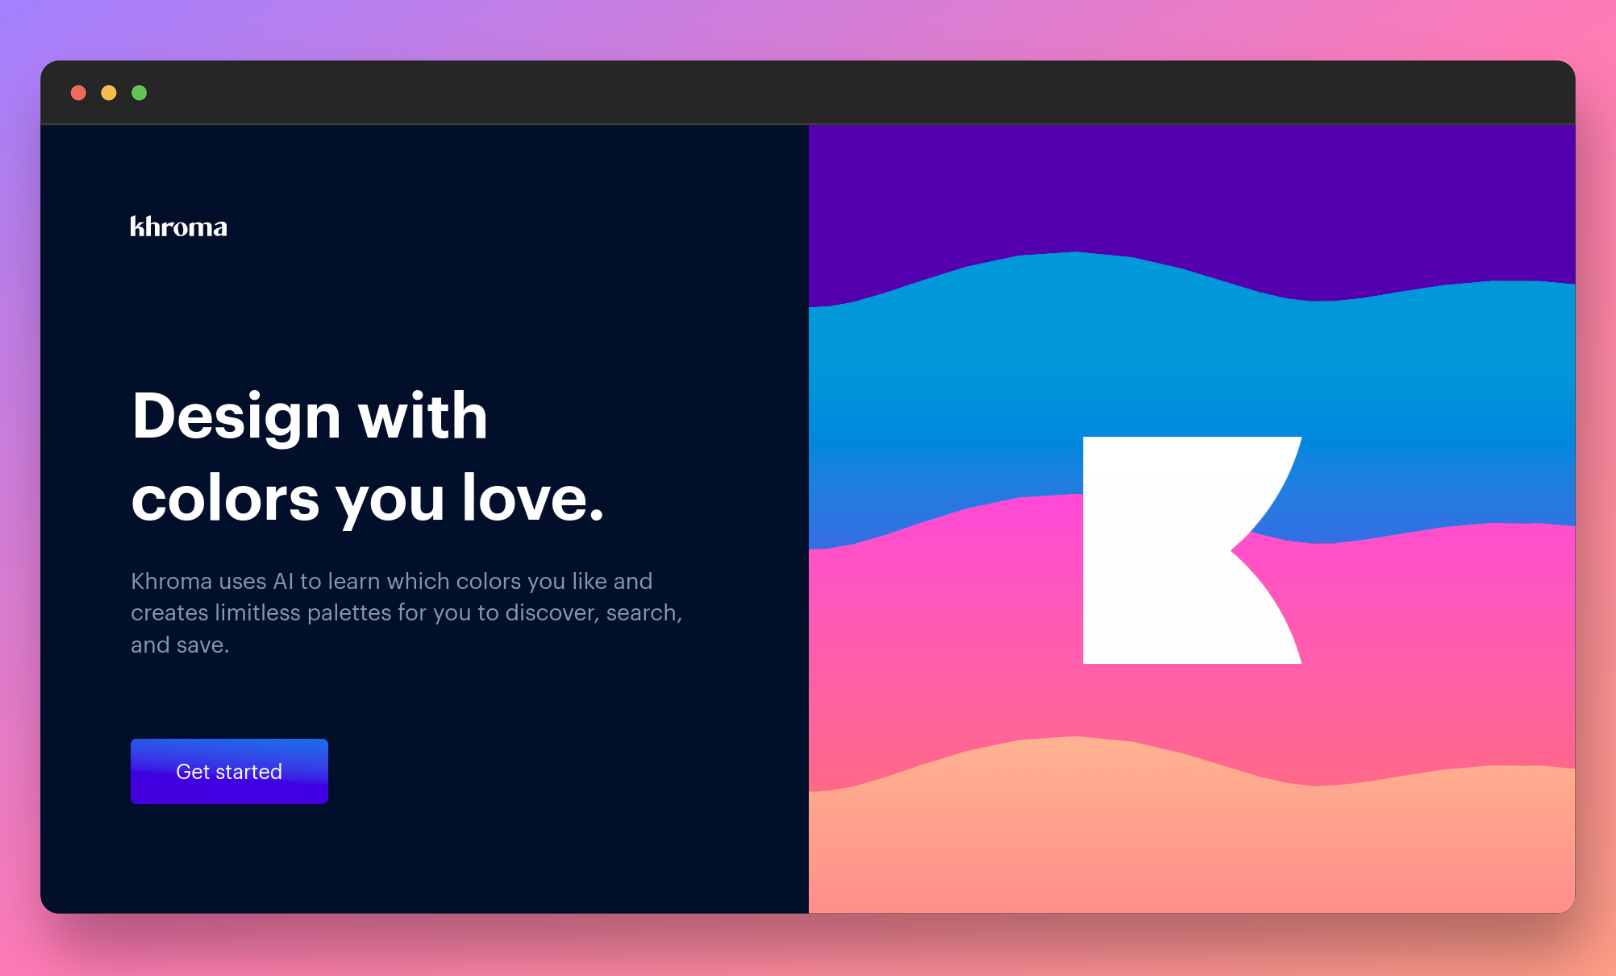 khroma
Design with
colors you love.
Khroma uses AI to learn which colors you like and
creates limitless palettes for you to discover, search,
and save.
Get started